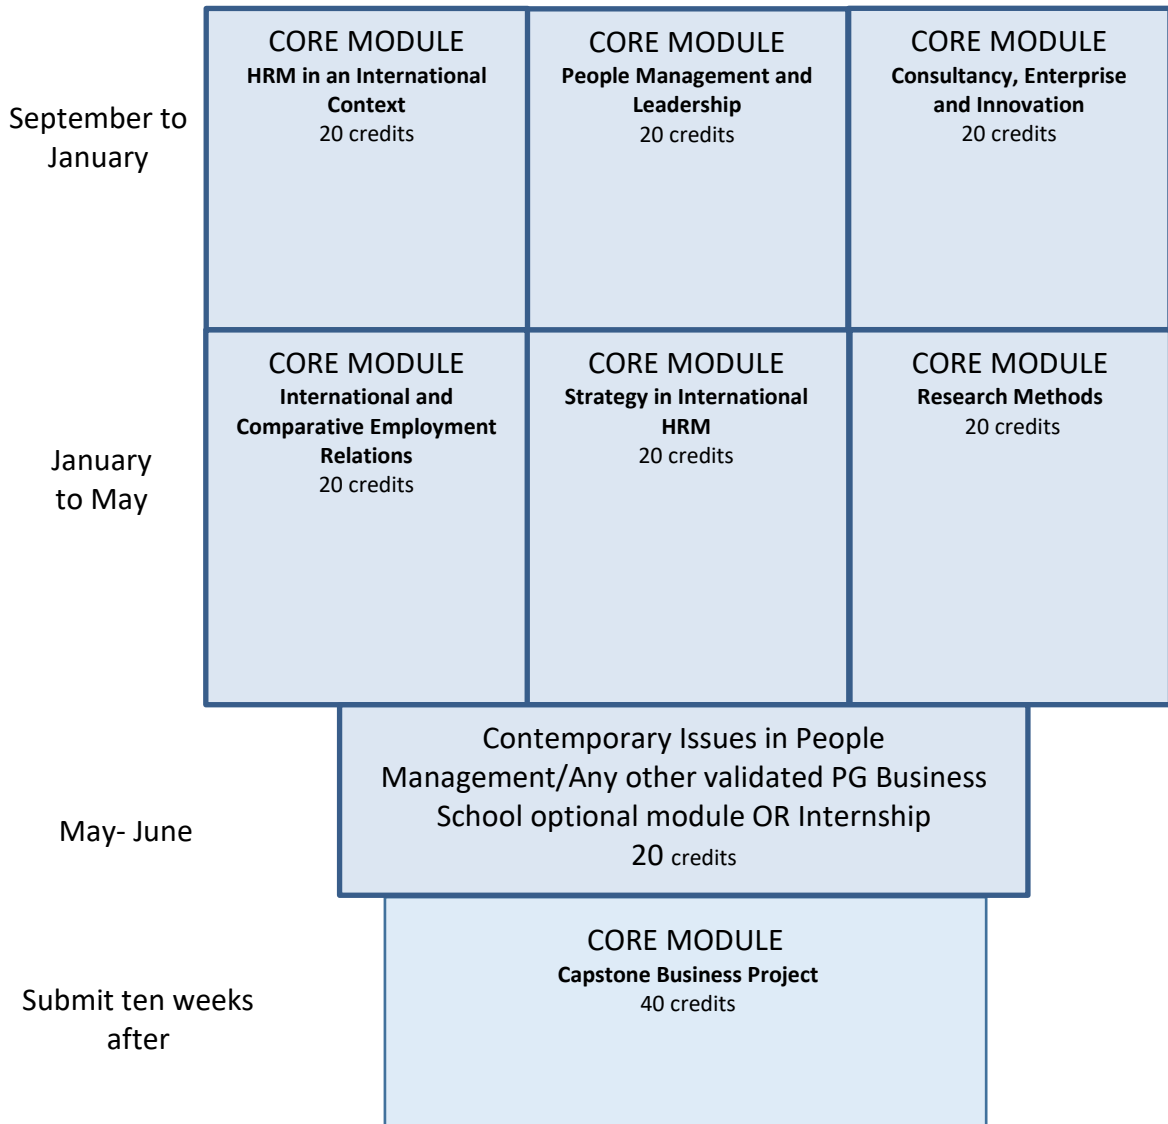 September to
January
CORE MODULE
HRM in an International
Context
20 credits
CORE MODULE
People Management and
Leadership
20 credits
CORE MODULE
Consultancy, Enterprise
and Innovation
20 credits
January
to May
CORE MODULE
International and
Comparative Employment
Relations
20 credits
CORE MODULE
Strategy in International
HRM
20 credits
CORE MODULE
Research Methods
20 credits
May- June
Contemporary Issues in People
Management/Any other validated PG Business
School optional module OR Internship
20 credits
Submit ten weeks
after
CORE MODULE
Capstone Business Project
40 credits